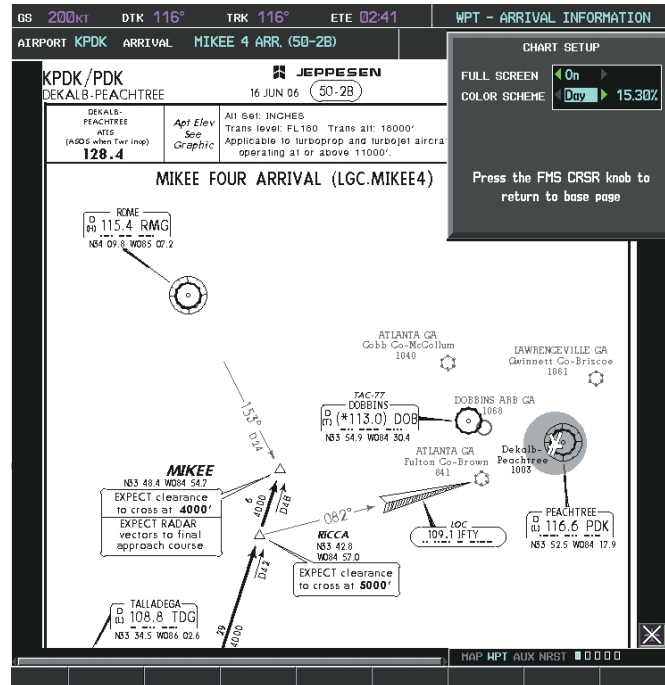 GS 200KT DTK 116° TRK 116° ETE 02:41 WPT - ARRIVAL INFORMATION
AIRPORT KPDK ARRIVAL MIKE 4 ARR, (50-2B)
CHART SETUP
FULL SCREEN On
COLOR SCHEME Day 15.30%
Press the FMS CRSR knob to
return to base page
KPDK/PDK
DEKALB-PEACHTREE
JEPPESEN
16 JUN 06 50-2B
DEKALB-
PEACHTREE
ATIS
(ASOS when Twr inop)
128.4
Apt Elev
See
Graphic
Alt Set: INCHES
Trans level: FL180 Trans alt: 18000'
Applicable to turboprop and turbojet aircra
operating at or above 11000'.
MIKEE FOUR ARRIVAL (LGC.MIKEE4)
ROME
D
(H) 115.4 RMG
N34 09.8 W085 07.2
ATLANTA GA
Cobb Co-McCollum
1040
LAWRENCEVILLE GA
Gwinnett Co-Briscoe
1061
TAC-77
DOBBINS
D
(T) (*113.0) DOB
N33 54.9 W084 30.4
DOBBINS ARB GA
1068
153°
D24
ATLANTA GA
Fulton Co-Brown
841
Dekalb-
Peachtree
1003
MIKEE
N33 48.4 W084 54.7
EXPECT clearance
to cross at 4000'
EXPECT RADAR
vectors to final
approach course
6
4000
D48
082°
RICCA
N33 42.8
W084 57.0
LOC
109.1 IFTY
PEACHTREE
D
(L) 116.6 PDK
N33 52.5 W084 17.9
EXPECT clearance
to cross at 5000'
D42
29
4000
TALLADEGA
D
(L) 108.8 TDG
N33 34.5 W086 02.6
MAP WPT AUX NRST